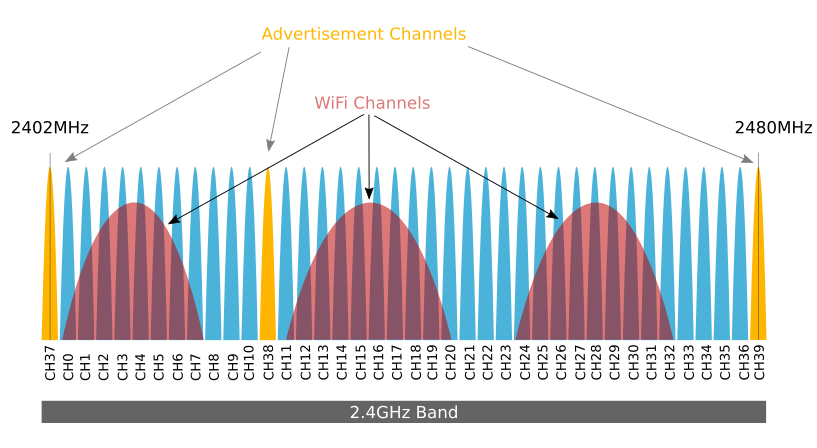 Advertisement Channels
WiFi Channels
2402MHz
2480MHz
CH37
CH0
CH1
CH2
CH3
CH4
CH5
CH6
CH7
CH8
CH9
CH10
CH38
CH11
CH12
CH13
CH14
CH15
CH16
CH17
CH18
CH19
CH20
CH21
CH22
CH23
CH24
CH25
CH26
CH27
CH28
CH29
CH30
CH31
CH32
CH33
CH34
CH35
CH36
CH39
2.4GHz Band